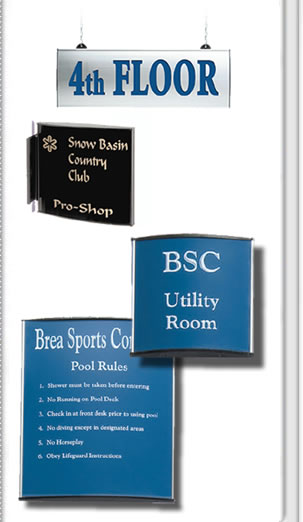 4th FLOOR
Snow Basin
Country
Club
Pro-Shop
BSC
Utility
Room
Brea Sports Co
Pool Rules
1. Shower must be taken before entering
2. No Running on Pool Deck
3. Check in at front desk prior to using pool
4. No diving except in designated areas
5. No Horseplay
6. Obey Lifeguard Instructions